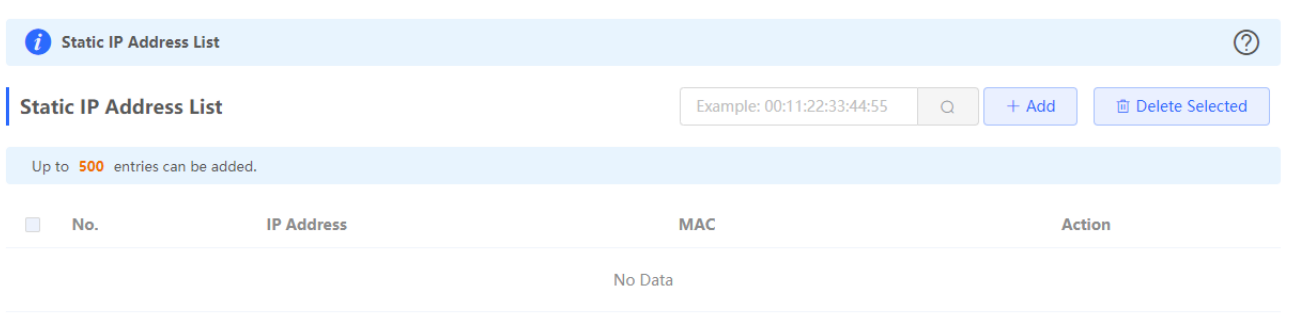 Static IP Address List
Static IP Address List
Example: 00:11:22:33:44:55
+ Add
Delete Selected
Up to 500 entries can be added.
No. IP Address MAC Action
No Data